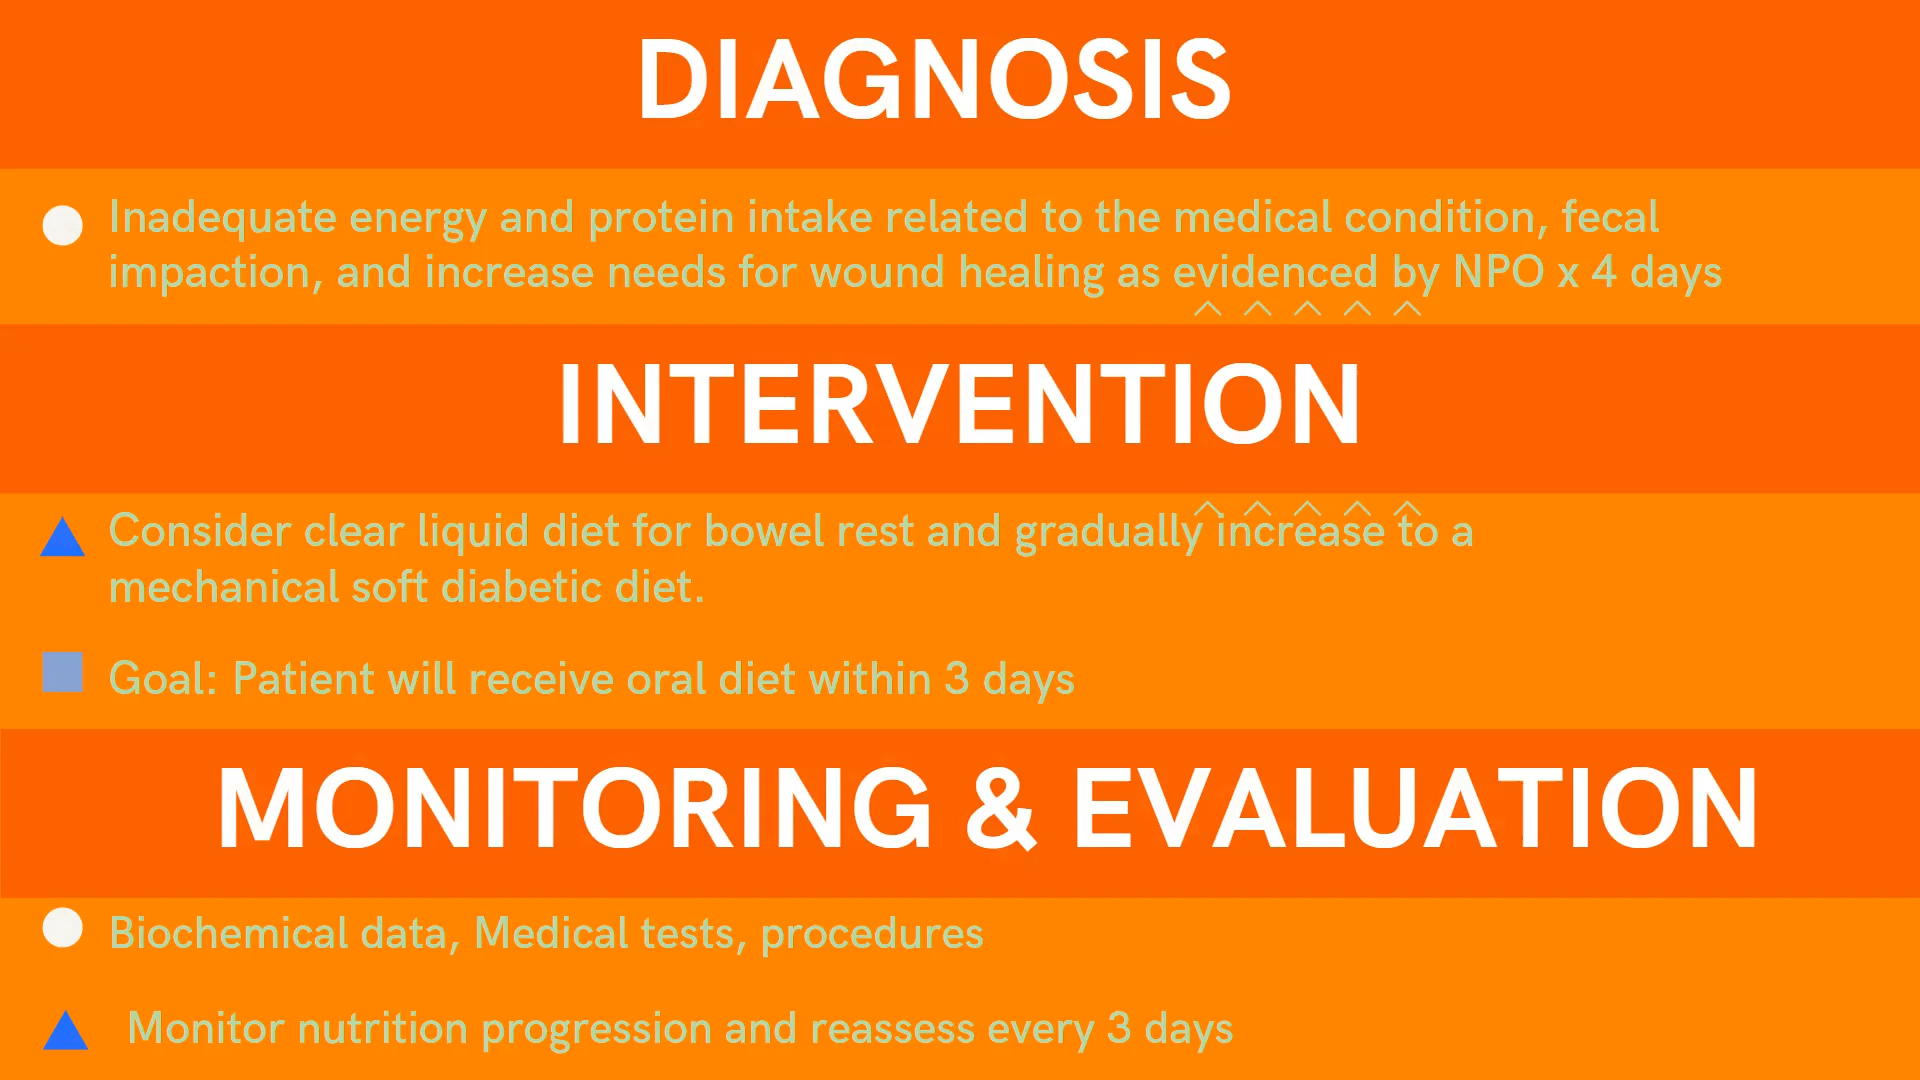 DIAGNOSIS
Inadequate energy and protein intake related to the medical condition, fecal
impaction, and increase needs for wound healing as evidenced by NPO x 4 days
INTERVENTION
Consider clear liquid diet for bowel rest and gradually increase to a
mechanical soft diabetic diet.
Goal: Patient will receive oral diet within 3 days
MONITORING & EVALUATION
Biochemical data, Medical tests, procedures
Monitor nutrition progression and reassess every 3 days